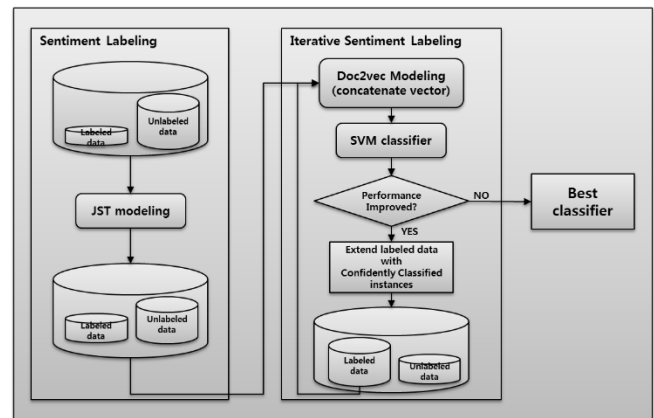 Sentiment Labeling
Labeled
data
Unlabeled
data
JST modeling
Labeled
data
Unlabeled
data
Iterative Sentiment Labeling
Doc2vec Modeling
(concatenate vector)
SVM classifier
Performance
Improved?
NO
YES
Extend labeled data
with
Confidently Classified
instances
Labeled
data
Unlabeled
data
Best
classifier